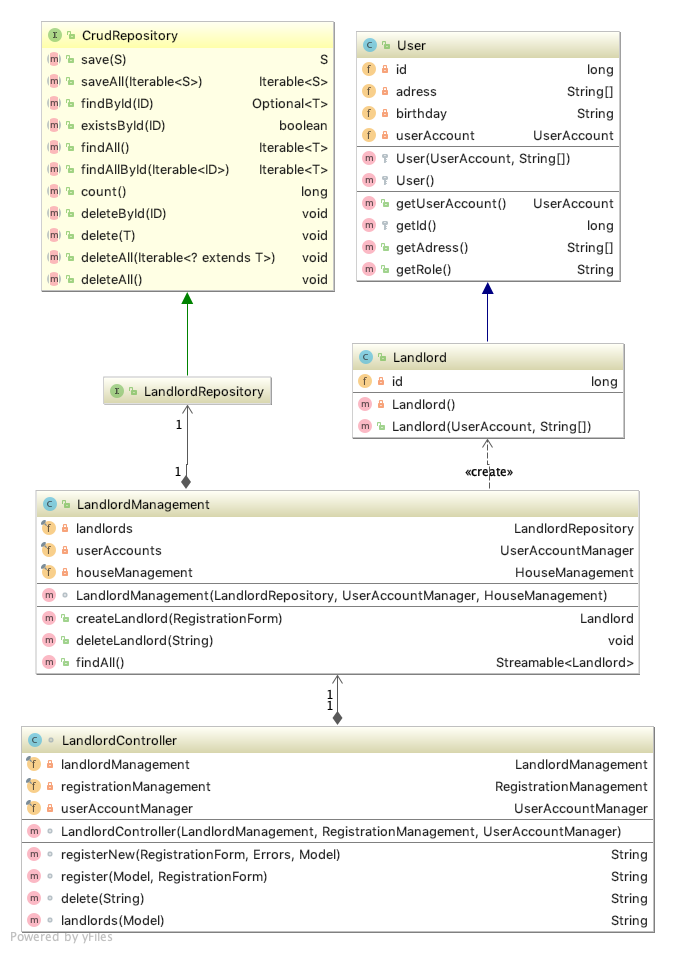 CrudRepository
save(S) S
saveAll(Iterable<S>) Iterable<S>
findById(ID) Optional<T>
existsById(ID) boolean
findAll() Iterable<T>
findAllById(Iterable<ID>) Iterable<T>
count() long
deleteById(ID) void
delete(T) void
deleteAll(Iterable<? extends T>) void
deleteAll() void
User
id long
adress String[]
birthday String
userAccount UserAccount
User(UserAccount, String[])
User()
getUserAccount() UserAccount
getId() long
getAdress() String[]
getRole() String
LandlordRepository
Landlord
id long
Landlord()
Landlord(UserAccount, String[])
1
1
«create»
LandlordManagement
landlords LandlordRepository
userAccounts UserAccountManager
houseManagement HouseManagement
LandlordManagement(LandlordRepository, UserAccountManager, HouseManagement)
createLandlord(RegistrationForm) Landlord
deleteLandlord(String) void
findAll() Streamable<Landlord>
1
1
LandlordController
landlordManagement LandlordManagement
registrationManagement RegistrationManagement
userAccountManager UserAccountManager
LandlordController(LandlordManagement, RegistrationManagement, UserAccountManager)
registerNew(RegistrationForm, Errors, Model) String
register(Model, RegistrationForm) String
delete(String) String
landlords(Model) String
Powered by yFiles